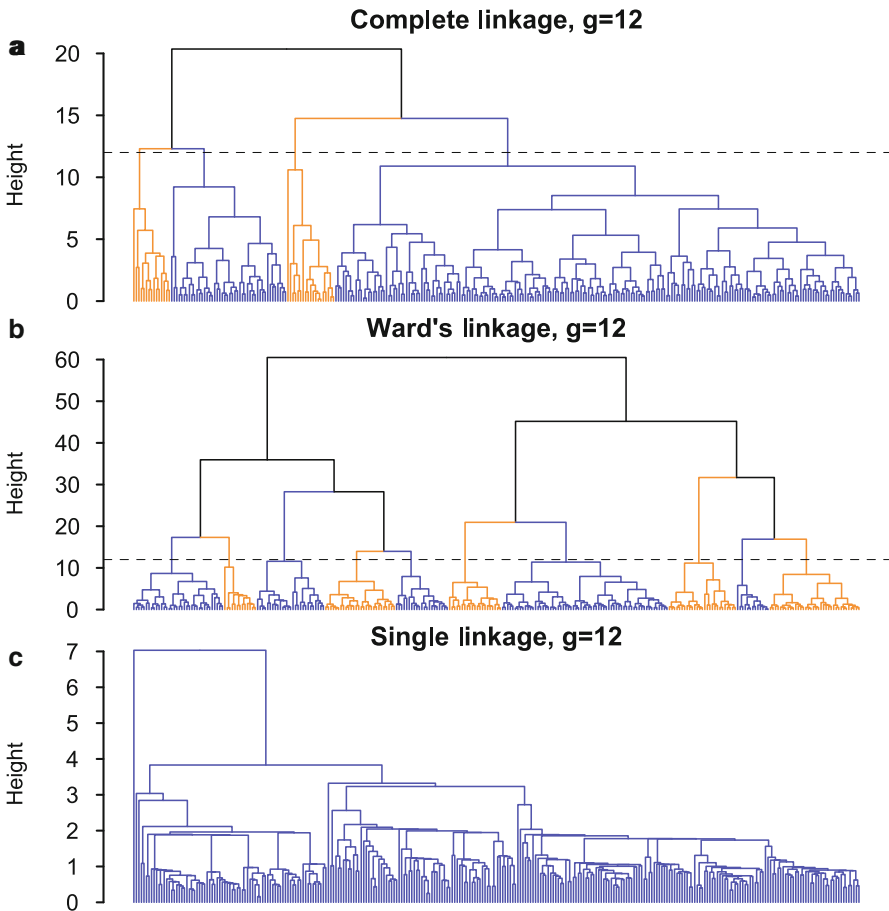 Complete linkage, g=12
a
Height
20
15
10
5
0
b
Ward's linkage, g=12
Height
60
50
40
30
20
10
0
Single linkage, g=12
c
Height
7
6
5
4
3
2
1
0